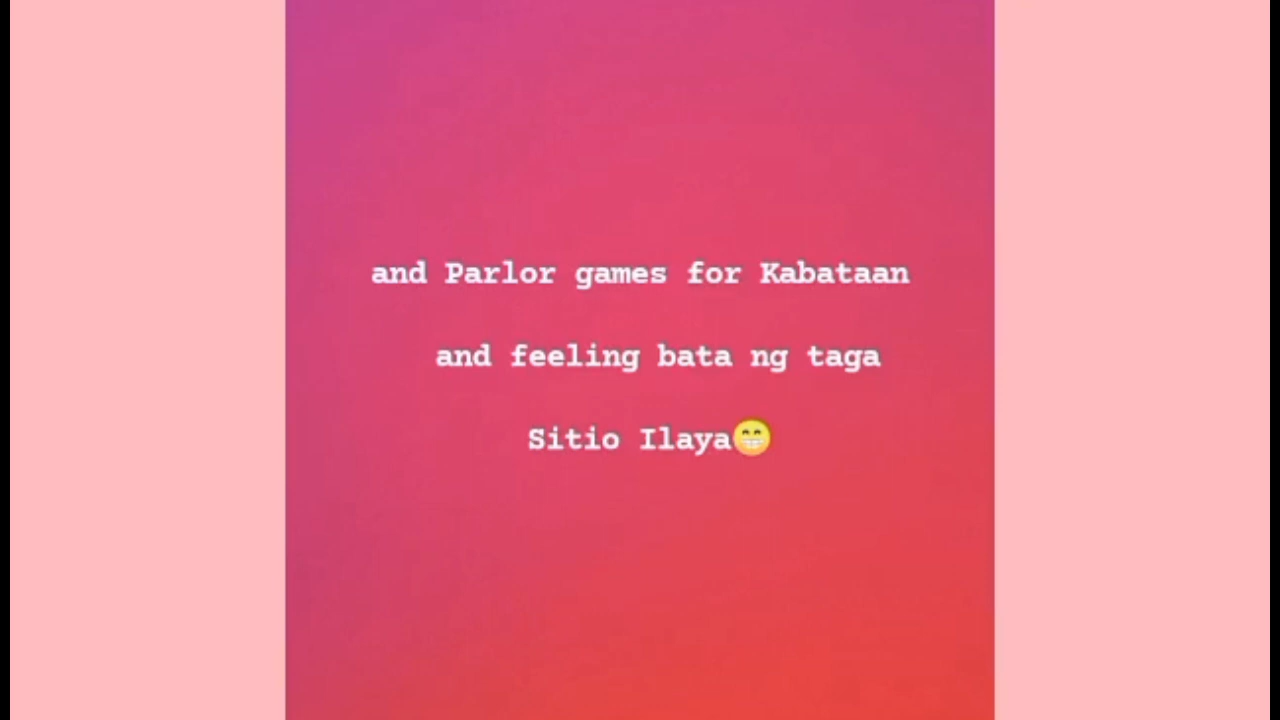 and Parlor games for Kabataan
and feeling bata ng taga
Sitio Ilaya😁